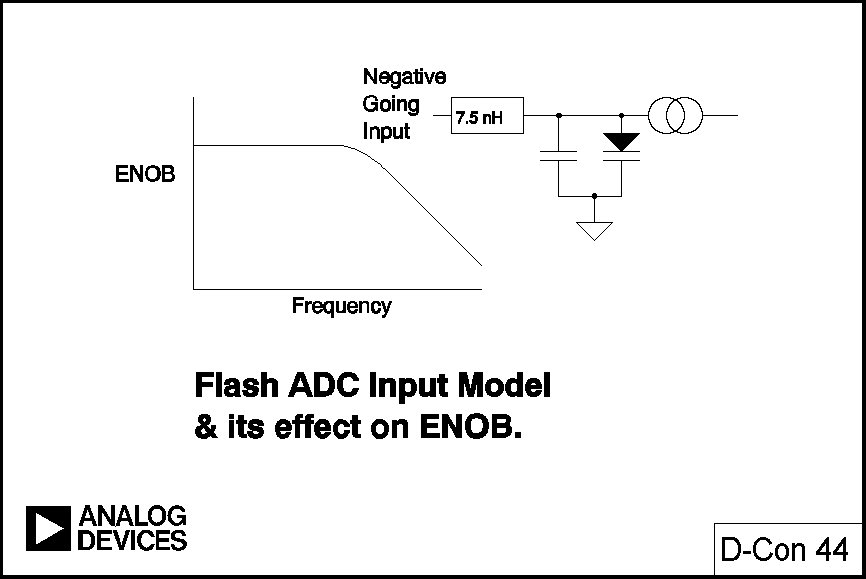 Negative
Going
Input
7.5 nH
ENOB
Frequency
Flash ADC Input Model
& its effect on ENOB.
ANALOG
DEVICES
D-Con 44